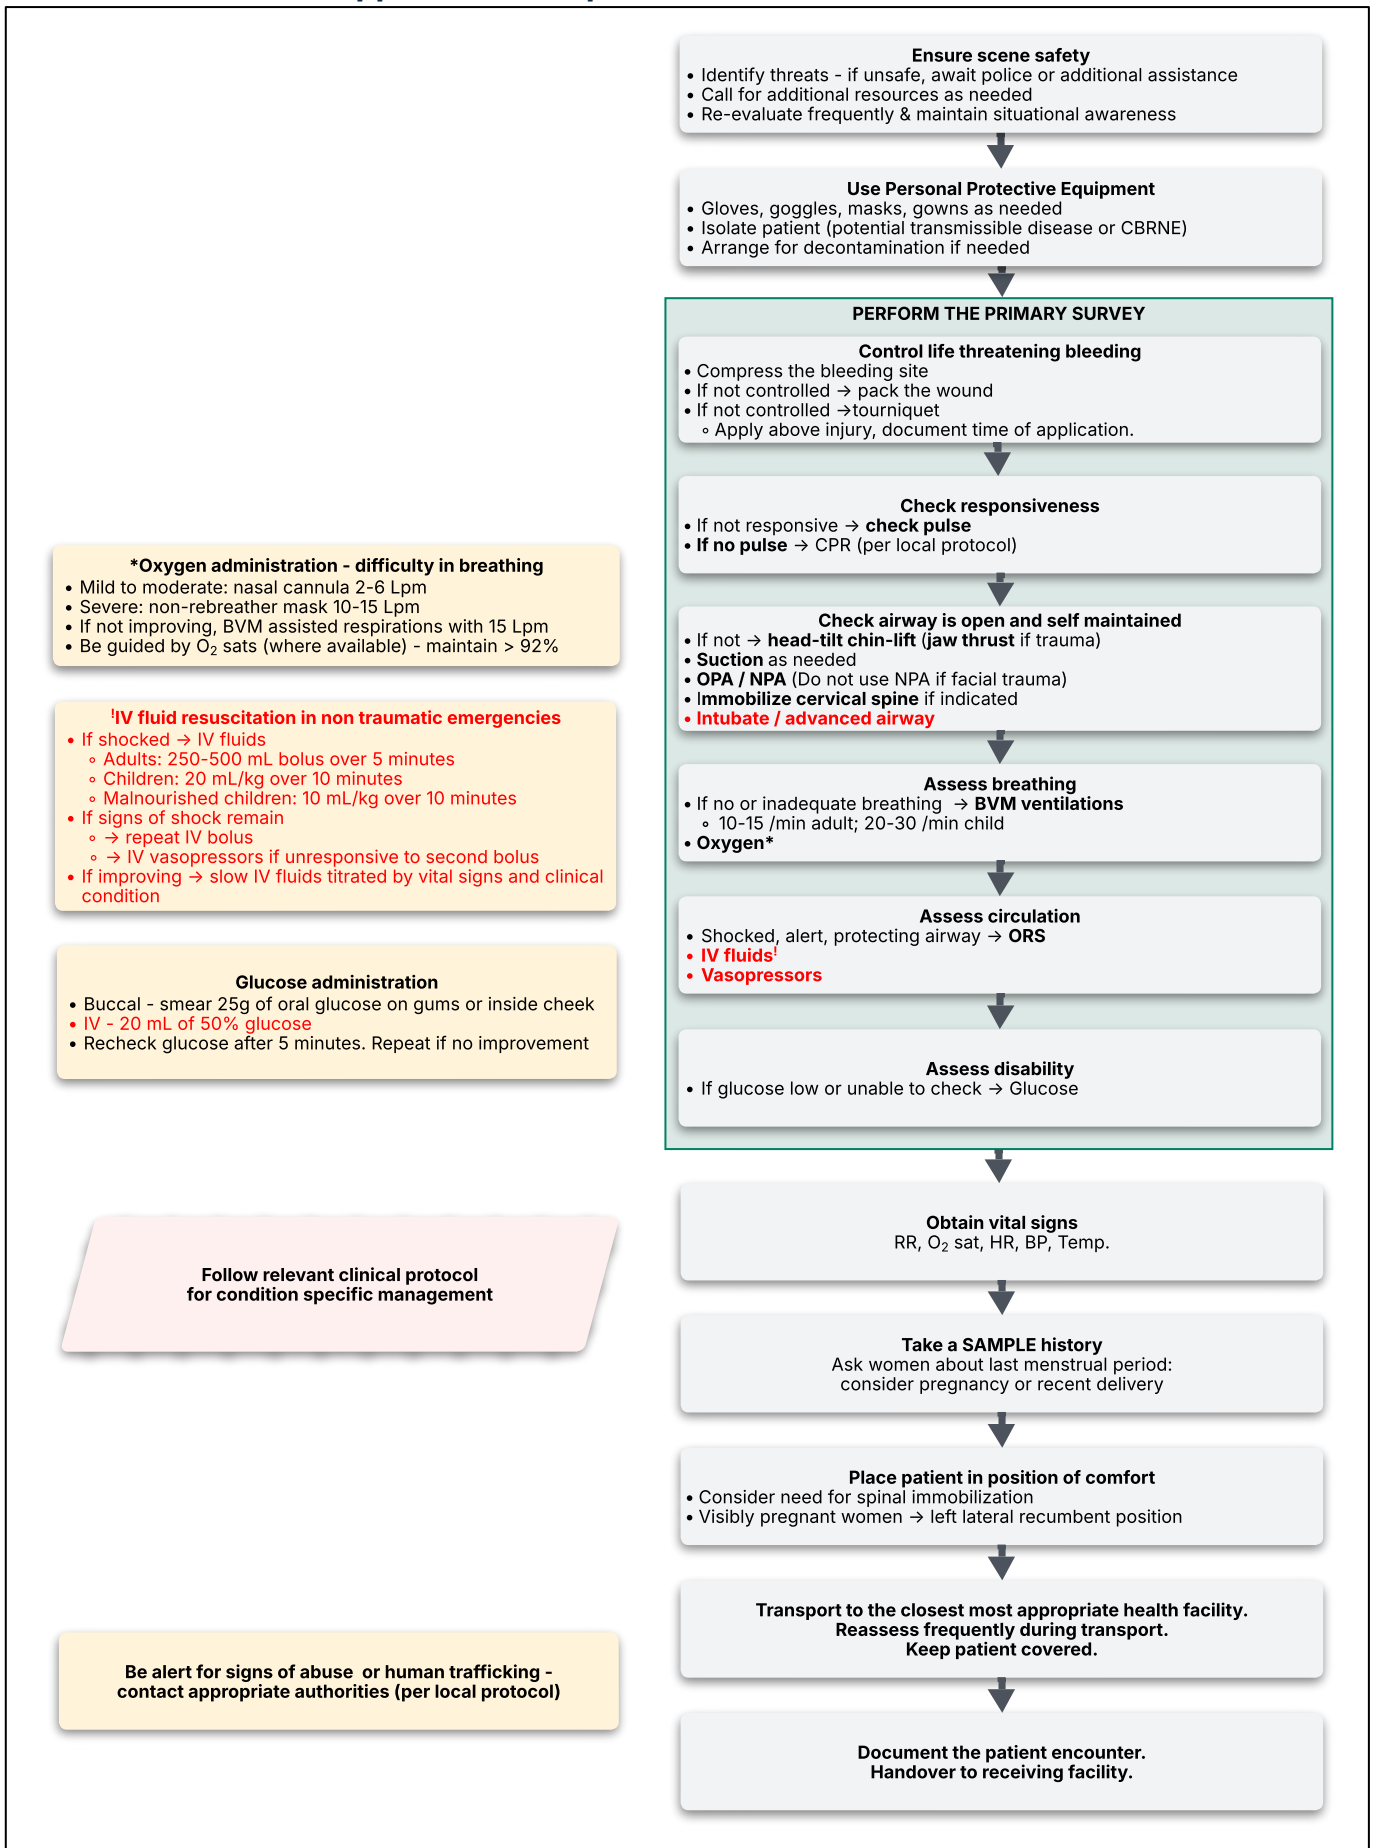 Ensure scene safety
• Identify threats - if unsafe, await police or additional assistance
• Call for additional resources as needed
• Re-evaluate frequently & maintain situational awareness
Use Personal Protective Equipment
• Gloves, goggles, masks, gowns as needed
• Isolate patient (potential transmissible disease or CBRNE)
• Arrange for decontamination if needed
PERFORM THE PRIMARY SURVEY
Control life threatening bleeding
• Compress the bleeding site
• If not controlled → pack the wound
• If not controlled →tourniquet
◦ Apply above injury, document time of application.
Check responsiveness
• If not responsive → check pulse
• If no pulse → CPR (per local protocol)
Check airway is open and self maintained
• If not → head-tilt chin-lift (jaw thrust if trauma)
• Suction as needed
• OPA / NPA (Do not use NPA if facial trauma)
• Immobilize cervical spine if indicated
• Intubate / advanced airway
Assess breathing
• If no or inadequate breathing → BVM ventilations
◦ 10-15 /min adult; 20-30 /min child
• Oxygen*
Assess circulation
• Shocked, alert, protecting airway → ORS
• IV fluids!
• Vasopressors
Assess disability
• If glucose low or unable to check → Glucose
*Oxygen administration - difficulty in breathing
• Mild to moderate: nasal cannula 2-6 Lpm
• Severe: non-rebreather mask 10-15 Lpm
• If not improving, BVM assisted respirations with 15 Lpm
• Be guided by O₂ sats (where available) - maintain > 92%
!IV fluid resuscitation in non traumatic emergencies
• If shocked → IV fluids
◦ Adults: 250-500 mL bolus over 5 minutes
◦ Children: 20 mL/kg over 10 minutes
◦ Malnourished children: 10 mL/kg over 10 minutes
• If signs of shock remain
◦ → repeat IV bolus
◦ → IV vasopressors if unresponsive to second bolus
• If improving → slow IV fluids titrated by vital signs and clinical
condition
Glucose administration
• Buccal - smear 25g of oral glucose on gums or inside cheek
• IV - 20 mL of 50% glucose
• Recheck glucose after 5 minutes. Repeat if no improvement
Obtain vital signs
RR, O₂ sat, HR, BP, Temp.
Follow relevant clinical protocol
for condition specific management
Take a SAMPLE history
Ask women about last menstrual period:
consider pregnancy or recent delivery
Place patient in position of comfort
• Consider need for spinal immobilization
• Visibly pregnant women → left lateral recumbent position
Transport to the closest most appropriate health facility.
Reassess frequently during transport.
Keep patient covered.
Be alert for signs of abuse or human trafficking -
contact appropriate authorities (per local protocol)
Document the patient encounter.
Handover to receiving facility.